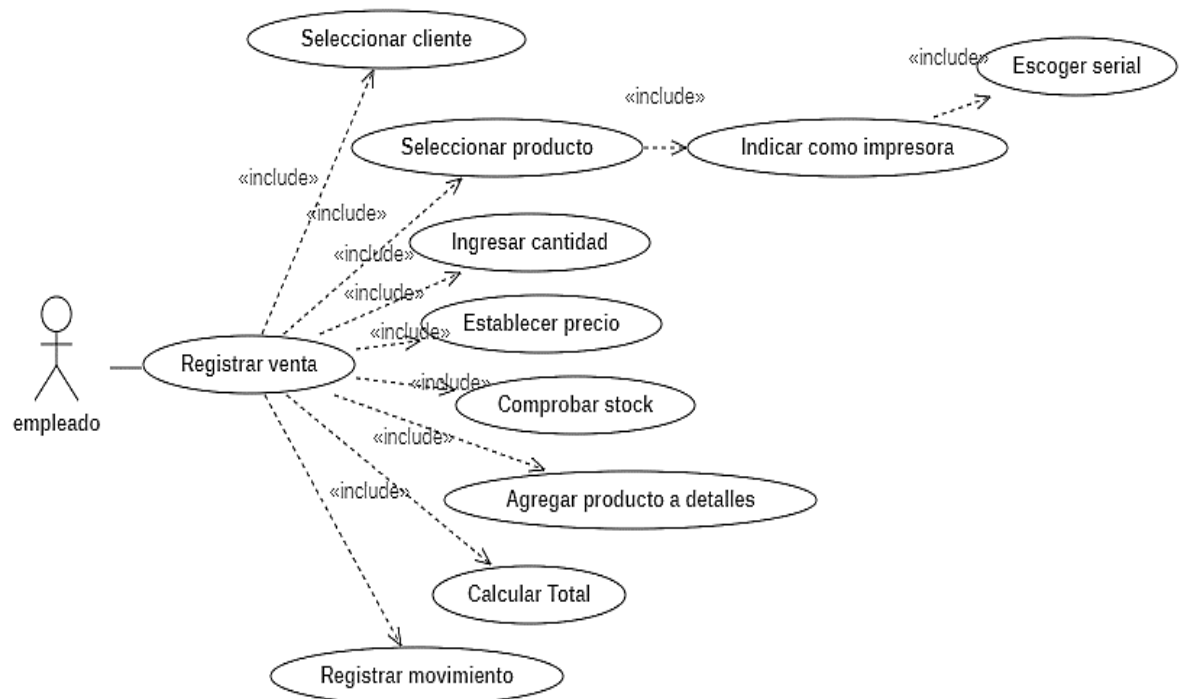 Seleccionar cliente
«include»
Escoger serial
«include»
Seleccionar producto
Indicar como impresora
«include»
«include»
Ingresar cantidad
«include»
«include»
Establecer precio
«include»
Registrar venta
«include»
Comprobar stock
empleado
«include»
«include»
Agregar producto a detalles
Calcular Total
Registrar movimiento